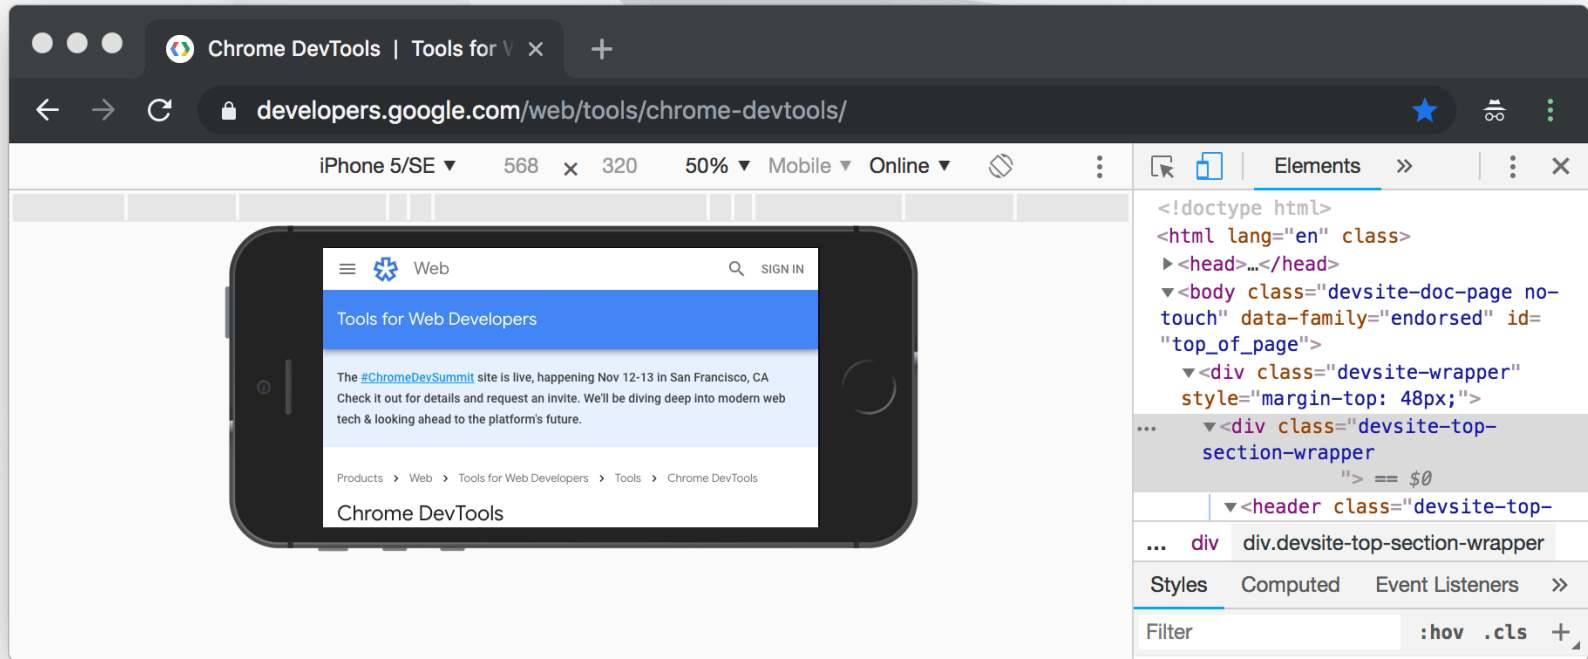 Chrome DevTools | Tools for
developers.google.com/web/tools/chrome-devtools/
iPhone 5/SE 568 x 320 50% Mobile Online
Elements
Web SIGN IN
Tools for Web Developers
The #ChromeDevSummit site is live, happening Nov 12-13 in San Francisco, CA
Check it out for details and request an invite. We'll be diving deep into modern web
tech & looking ahead to the platform's future.
Products > Web > Tools for Web Developers > Tools > Chrome DevTools
Chrome DevTools
<!doctype html>
<html lang="en" class>
<head>…</head>
<body class="devsite-doc-page no-
touch" data-family="endorsed" id=
"top_of_page">
<div class="devsite-wrapper"
style="margin-top: 48px;">
... <div class="devsite-top-
section-wrapper
"> == $0
<header class="devsite-top-
... div div.devsite-top-section-wrapper
Styles Computed Event Listeners »
Filter :hov .cls +